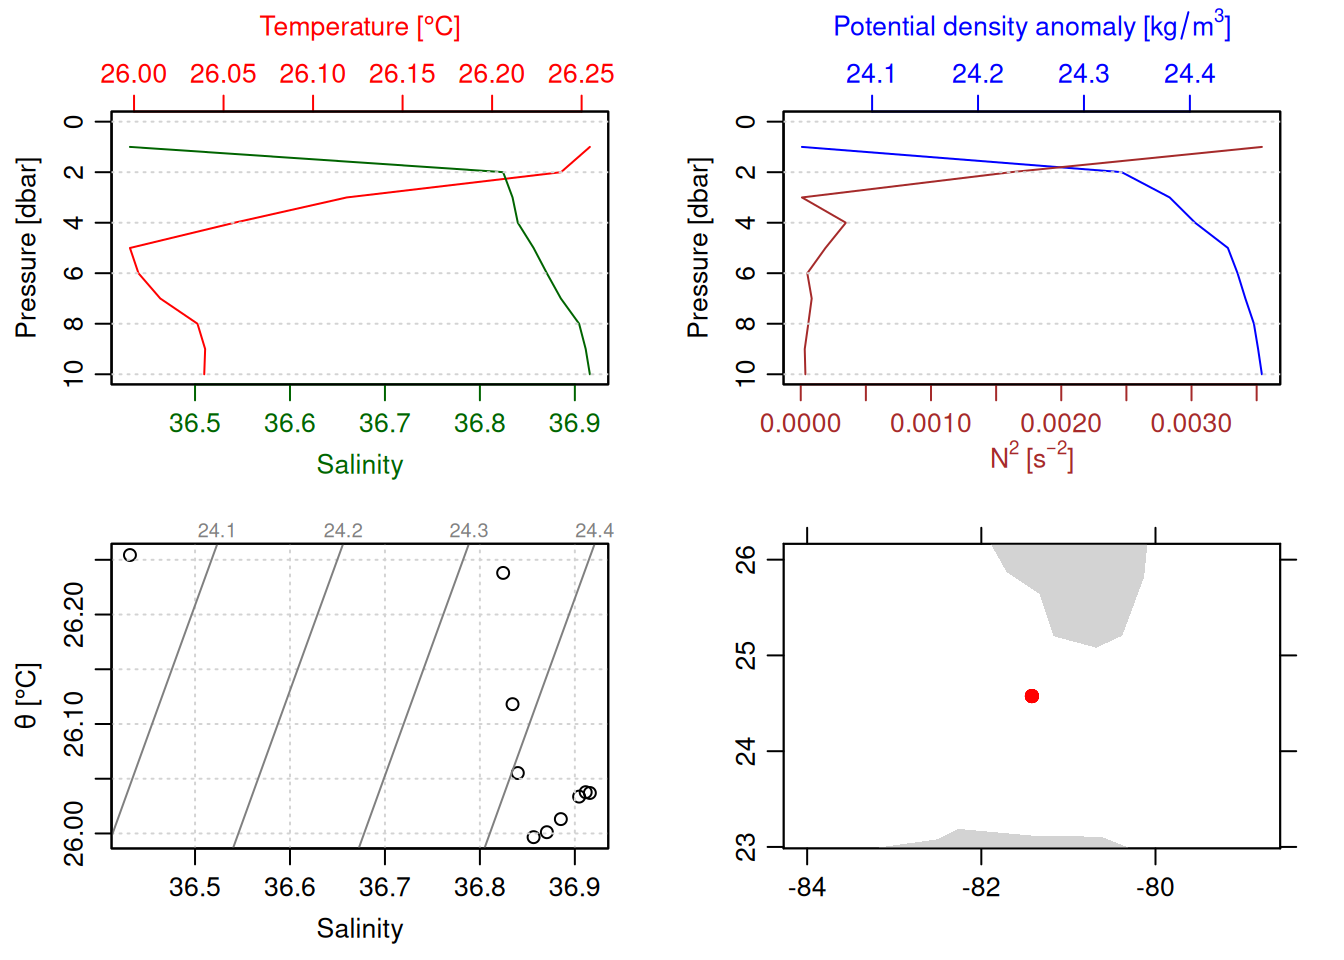 Temperature [°C]
26.00 26.05 26.10 26.15 26.20 26.25
Pressure [dbar]
0
2
4
6
8
10
36.5 36.6 36.7 36.8 36.9
Salinity
Potential density anomaly [kg/m³]
24.1 24.2 24.3 24.4
Pressure [dbar]
0
2
4
6
8
10
0.0000 0.0010 0.0020 0.0030
N² [s⁻²]
24.1 24.2 24.3 24.4
θ [°C]
26.20
26.10
26.00
36.5 36.6 36.7 36.8 36.9
Salinity
26
25
24
23
-84 -82 -80